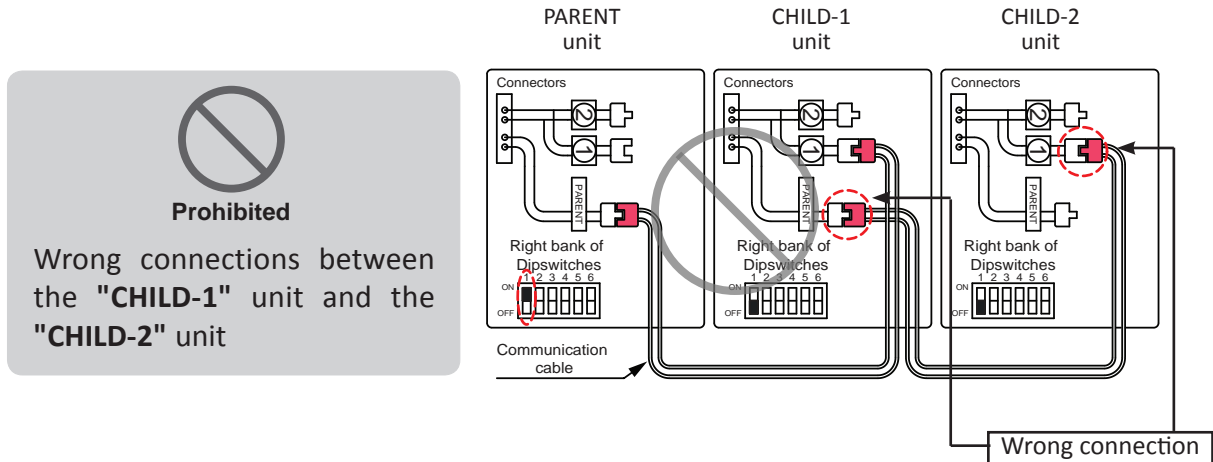 Prohibited
Wrong connections between
the "CHILD-1" unit and the
"CHILD-2" unit
PARENT
unit
Connectors
2
1
PARENT
Right bank of
Dipswitches
1 2 3 4 5 6
ON
OFF
Communication
cable
CHILD-1
unit
Connectors
2
1
PARENT
Right bank of
Dipswitches
1 2 3 4 5 6
ON
OFF
CHILD-2
unit
Connectors
2
1
PARENT
Right bank of
Dipswitches
1 2 3 4 5 6
ON
OFF
Wrong connection